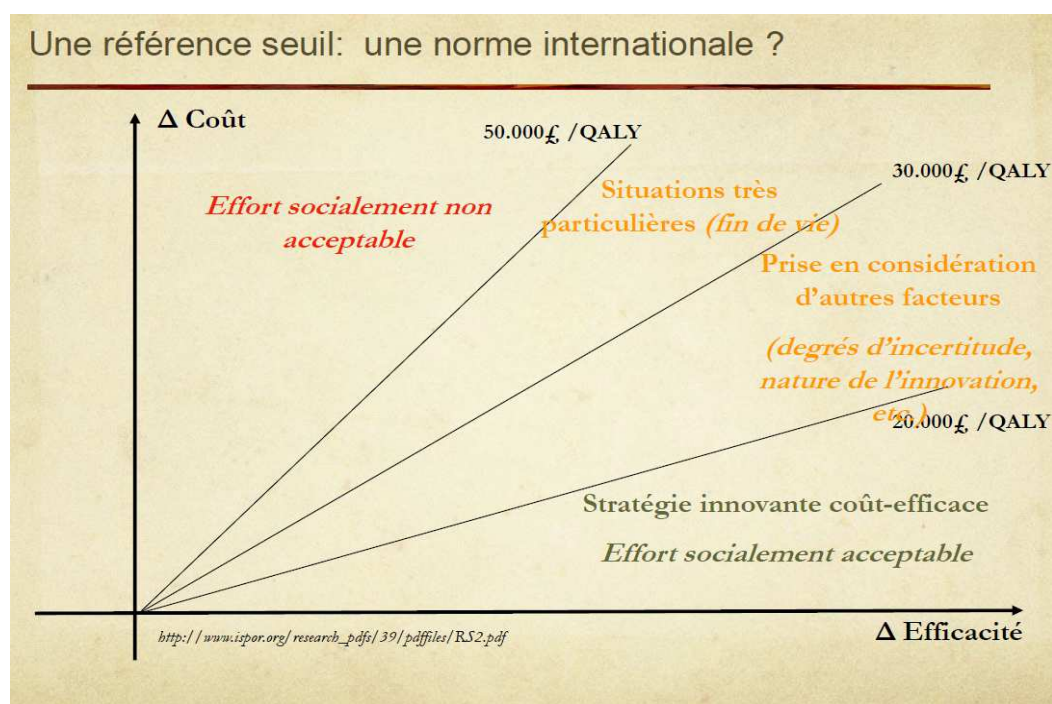 Une référence seuil: une norme internationale ?
Δ Coût
50.000£ /QALY
30.000£ /QALY
Effort socialement non
acceptable
Situations très
particulières (fin de vie)
Prise en considération
d'autres facteurs
(degrés d'incertitude,
nature de l'innovation,
etc.)
20.000£ /QALY
Stratégie innovante coût-efficace
Effort socialement acceptable
http://www.ispor.org/research_pdfs/39/pdffiles/RS2.pdf
Δ Efficacité